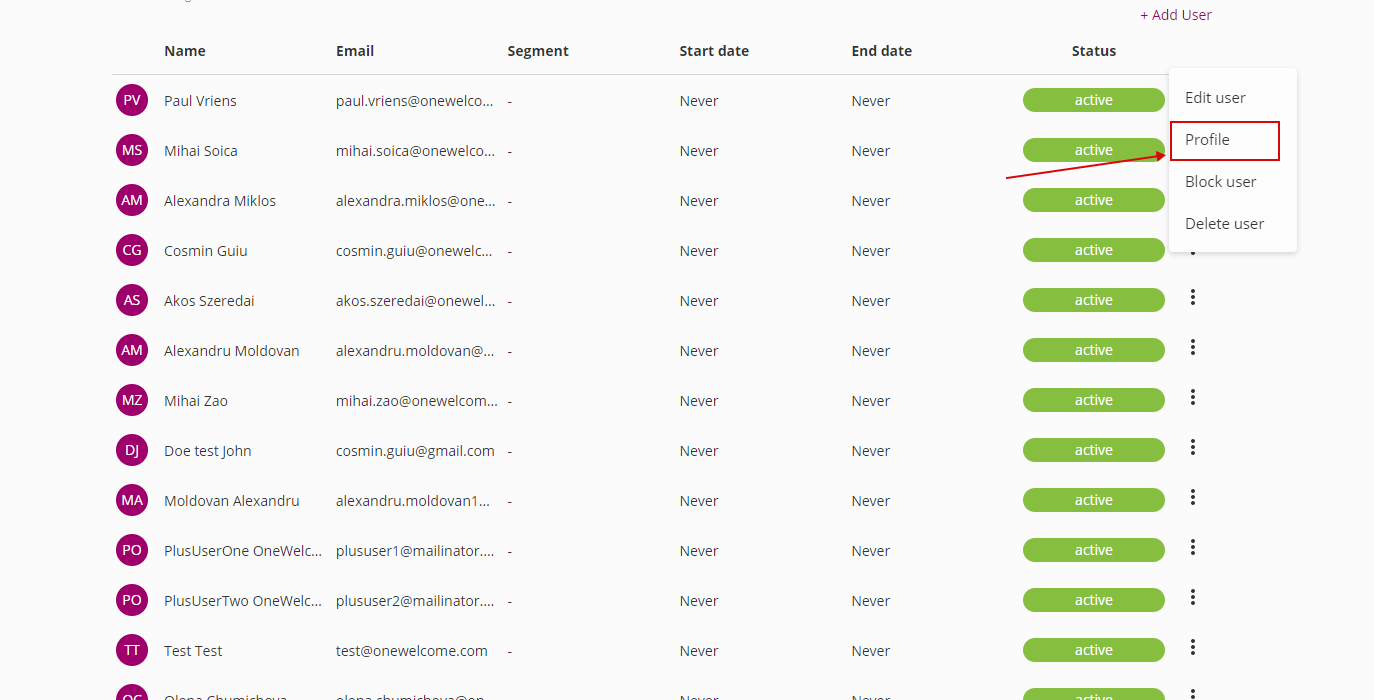 + Add User
Name Email Segment Start date End date Status
PV Paul Vriens paul.vriens@onewelco... - Never Never active
Edit user
MS Mihai Soica mihai.soica@onewelco... - Never Never active
Profile
AM Alexandra Miklos alexandra.miklos@one... - Never Never active
Block user
Delete user
CG Cosmin Guiu cosmin.guiu@onewelc... - Never Never active
AS Akos Szeredai akos.szeredai@onewel... - Never Never active
AM Alexandru Moldovan alexandru.moldovan@... - Never Never active
MZ Mihai Zao mihai.zao@onewelcom... - Never Never active
DJ Doe test John cosmin.guiu@gmail.com - Never Never active
MA Moldovan Alexandru alexandru.moldovan1... - Never Never active
PO PlusUserOne OneWelc... plususer1@mailinator.... - Never Never active
PO PlusUserTwo OneWelc... plususer2@mailinator.... - Never Never active
TT Test Test test@onewelcome.com - Never Never active
OC Olena Chumichova Never Never active